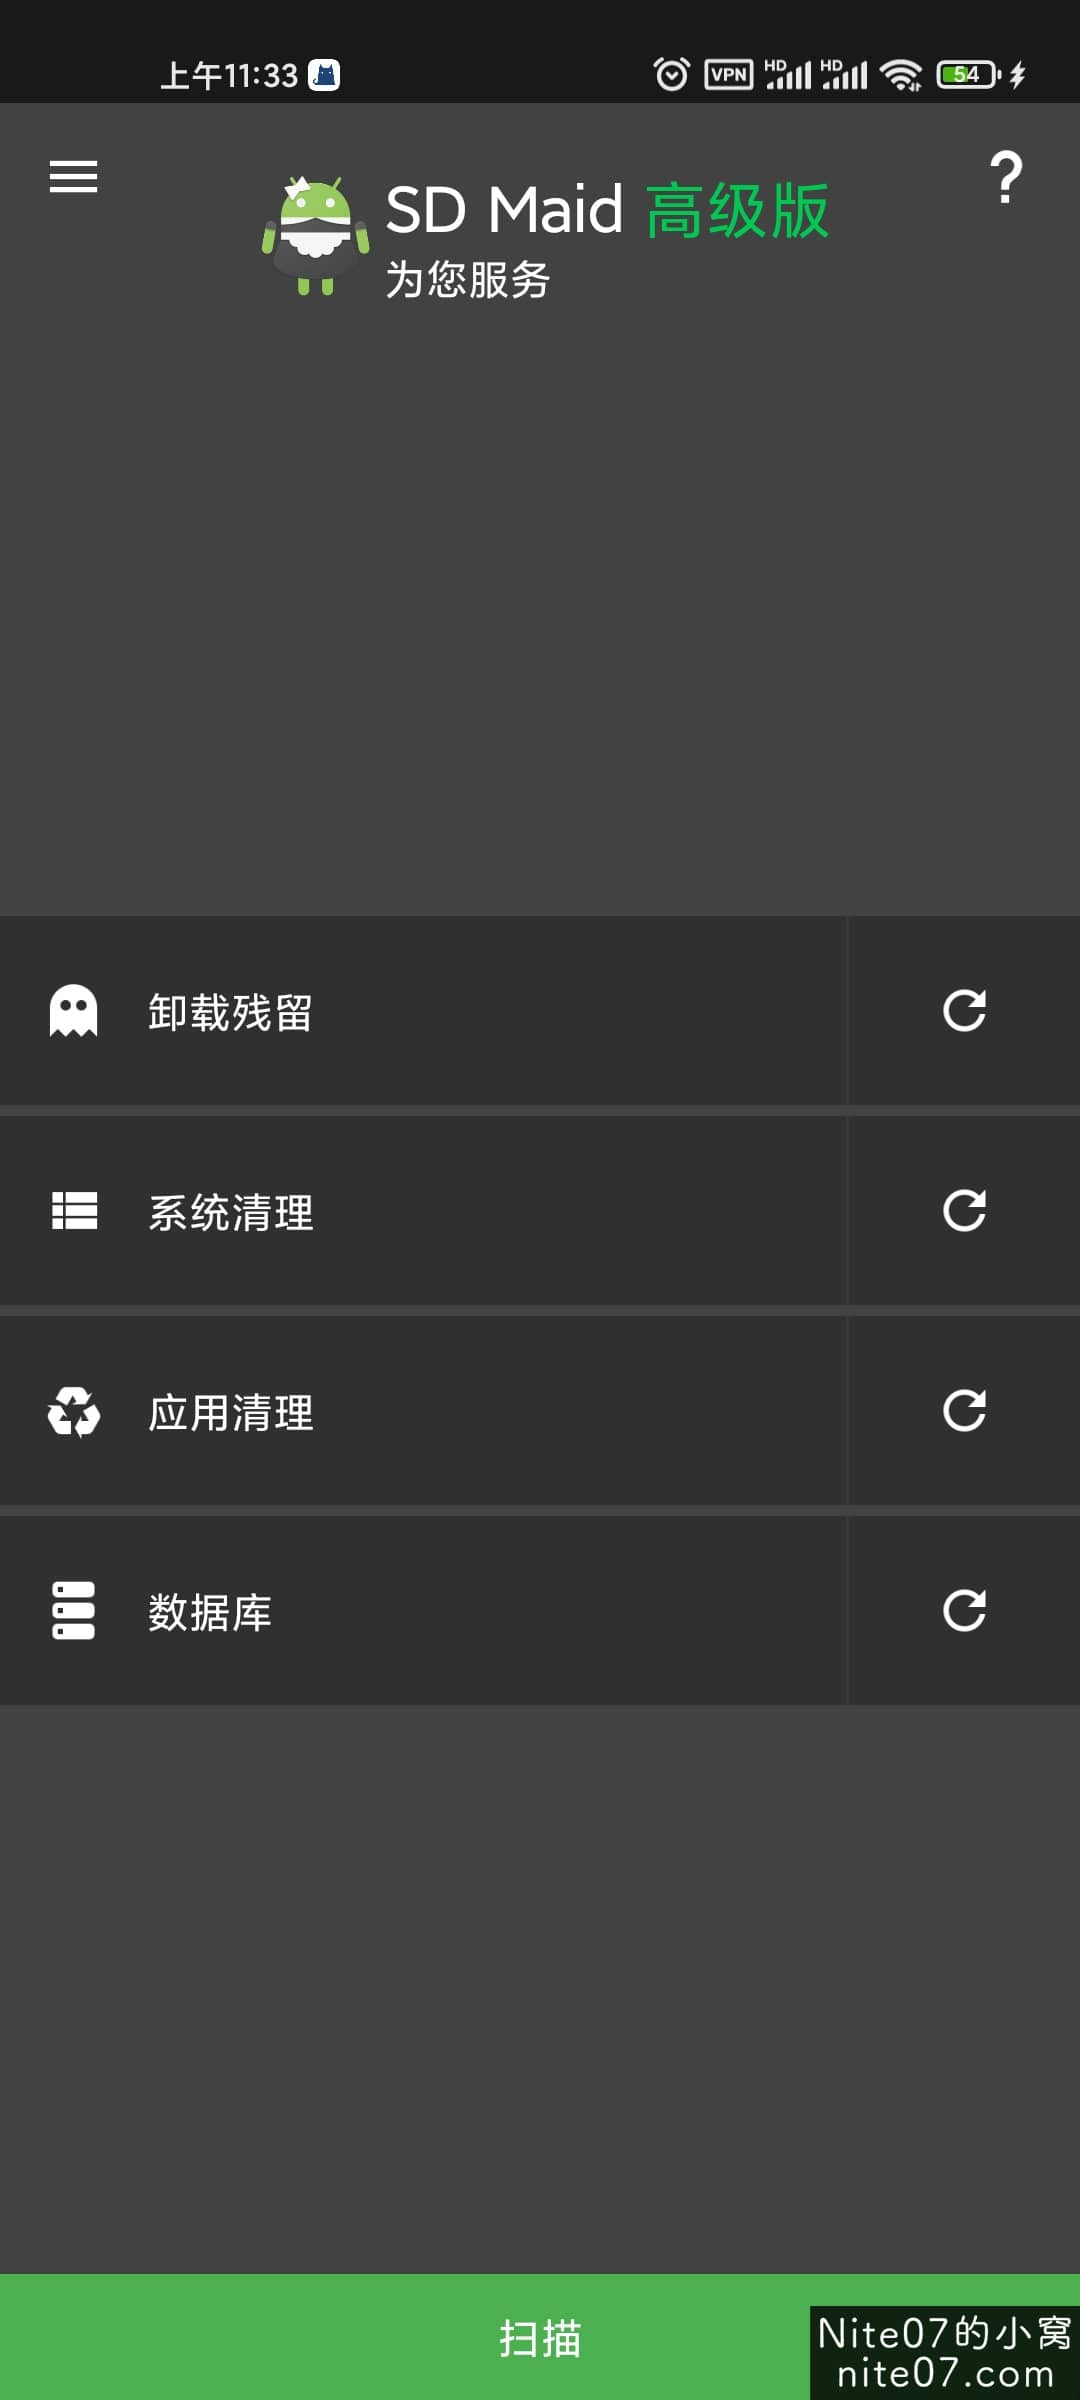 上午11:33
VPN HD HD 54
SD Maid 高级版
?
为您服务
卸载残留
系统清理
应用清理
数据库
扫描
Nite07的小窝
nite07.com